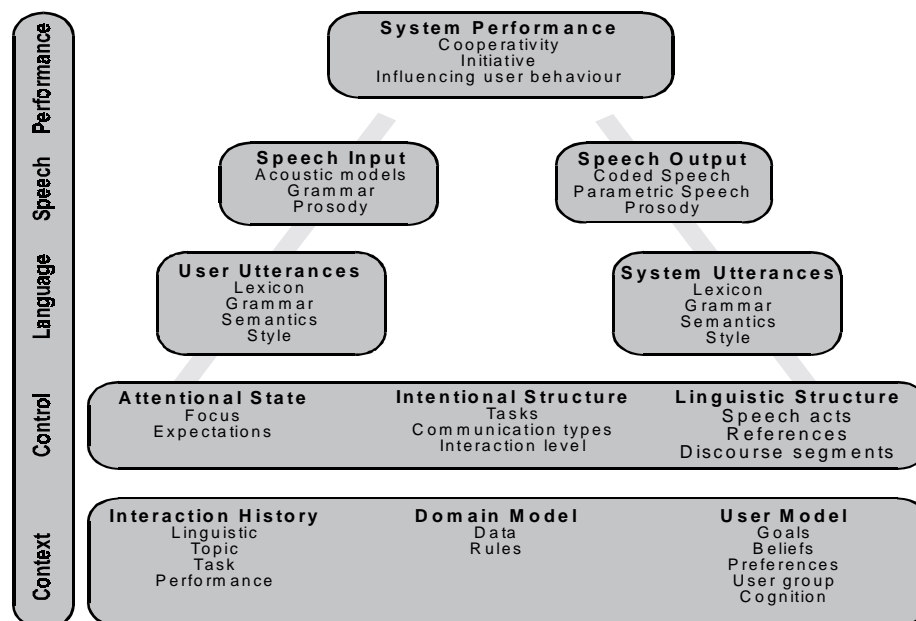 Performance
System Performance
Cooperativity
Initiative
Influencing user behaviour
Speech
Speech Input
Acoustic models
Grammar
Prosody
Speech Output
Coded Speech
Parametric Speech
Prosody
Language
User Utterances
Lexicon
Grammar
Semantics
Style
System Utterances
Lexicon
Grammar
Semantics
Style
Control
Attentional State
Focus
Expectations
Intentional Structure
Tasks
Communication types
Interaction level
Linguistic Structure
Speech acts
References
Discourse segments
Context
Interaction History
Linguistic
Topic
Task
Performance
Domain Model
Data
Rules
User Model
Goals
Beliefs
Preferences
User group
Cognition